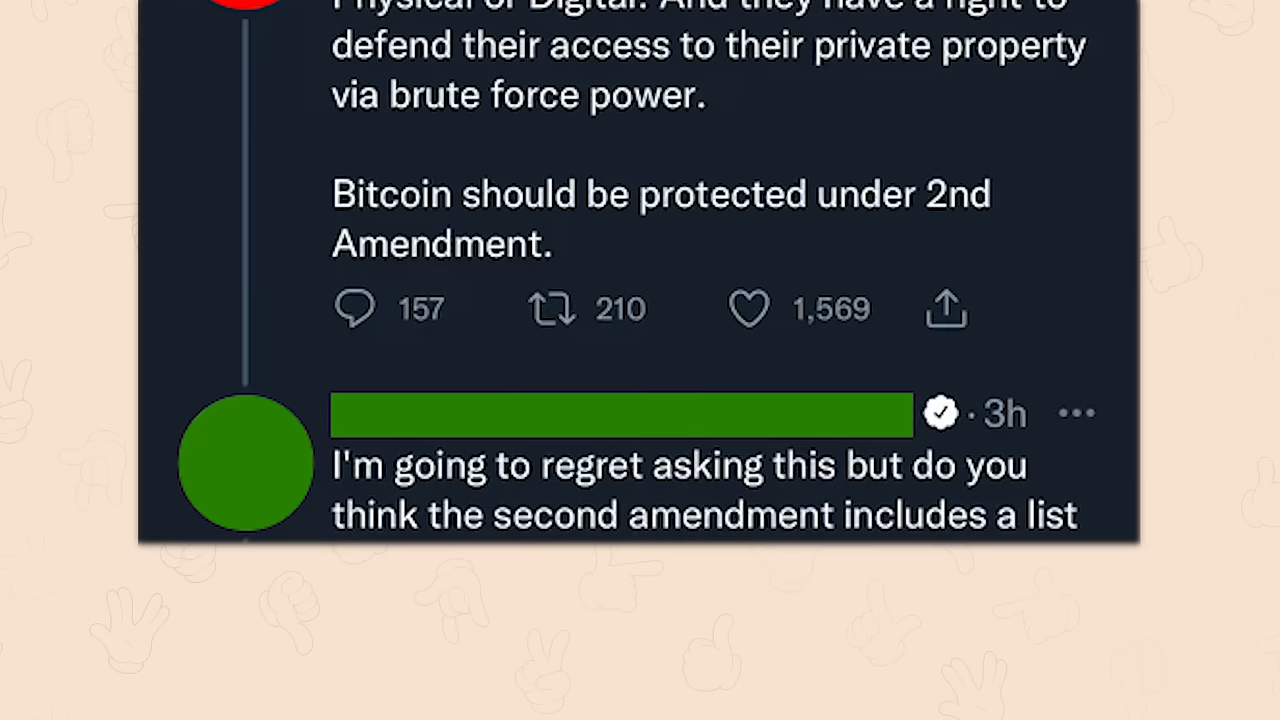 Physical or Digital. And they have a right to
defend their access to their private property
via brute force power.
Bitcoin should be protected under 2nd
Amendment.
157 210 1,569
· 3h ···
I'm going to regret asking this but do you
think the second amendment includes a list